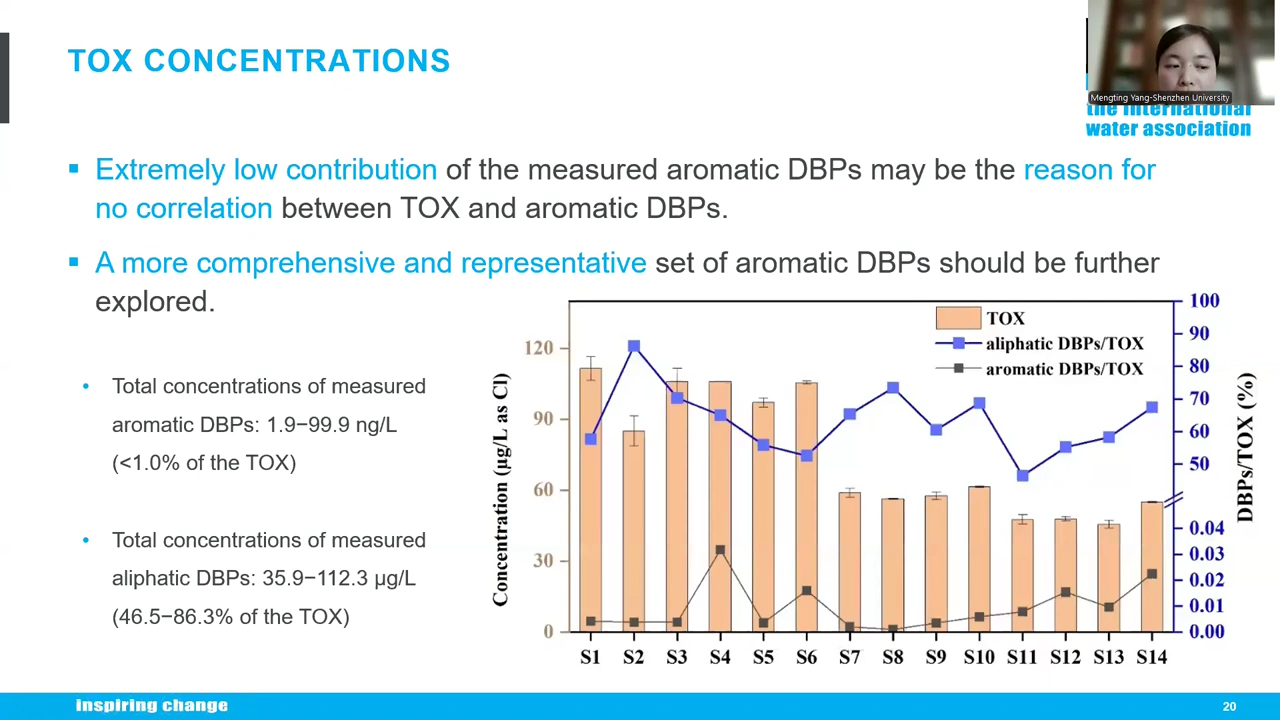 TOX CONCENTRATIONS
Mengting Yang-Shenzhen University
the international
water association
▪ Extremely low contribution of the measured aromatic DBPs may be the reason for
no correlation between TOX and aromatic DBPs.
▪ A more comprehensive and representative set of aromatic DBPs should be further
explored.
• Total concentrations of measured
aromatic DBPs: 1.9−99.9 ng/L
(<1.0% of the TOX)
• Total concentrations of measured
aliphatic DBPs: 35.9−112.3 µg/L
(46.5−86.3% of the TOX)
Concentration (µg/L as Cl)
120
90
60
30
0
TOX
aliphatic DBPs/TOX
aromatic DBPs/TOX
100
90
80
70
60
50
0.04
0.03
0.02
0.01
0.00
DBPs/TOX (%)
S1 S2 S3 S4 S5 S6 S7 S8 S9 S10 S11 S12 S13 S14
inspiring change
20